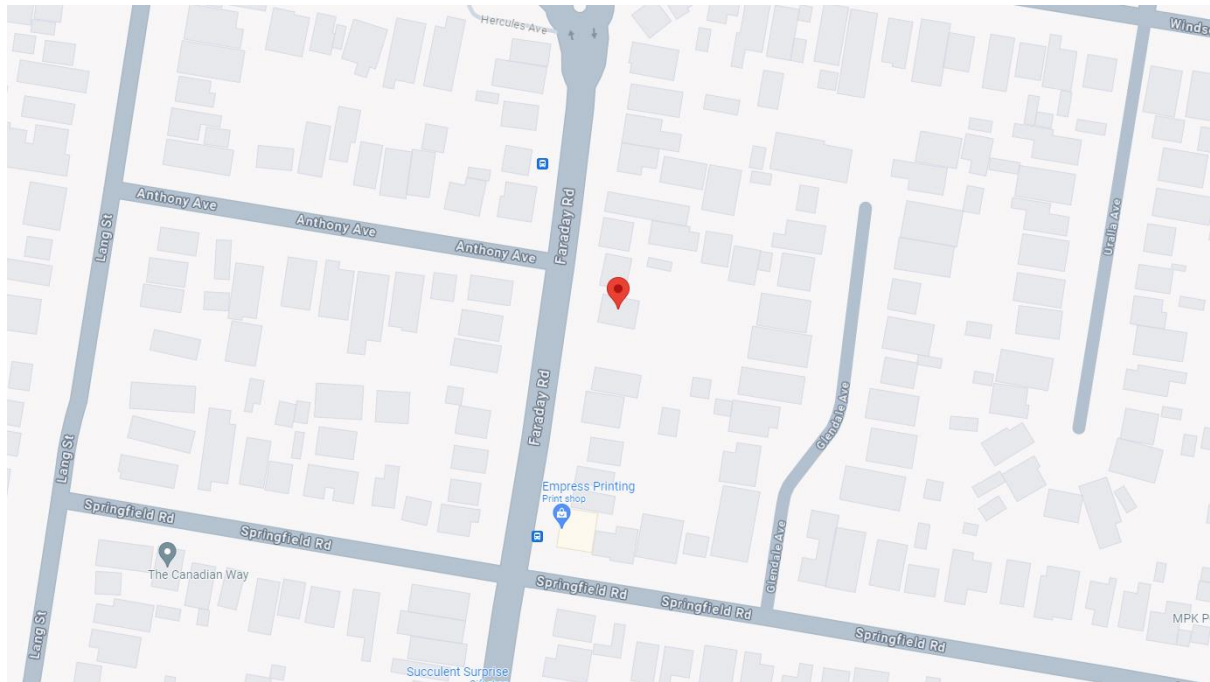 Hercules Ave
Windso
Anthony Ave
Anthony Ave
Anthony Ave
Lang St
Faraday Rd
Uralla Ave
Faraday Rd
Glendale Ave
Lang St
Empress Printing
Print shop
Springfield Rd
Springfield Rd
The Canadian Way
Glendale Ave
Springfield Rd
Springfield Rd
Springfield Rd
MPK P
Lang St
Succulent Surprise